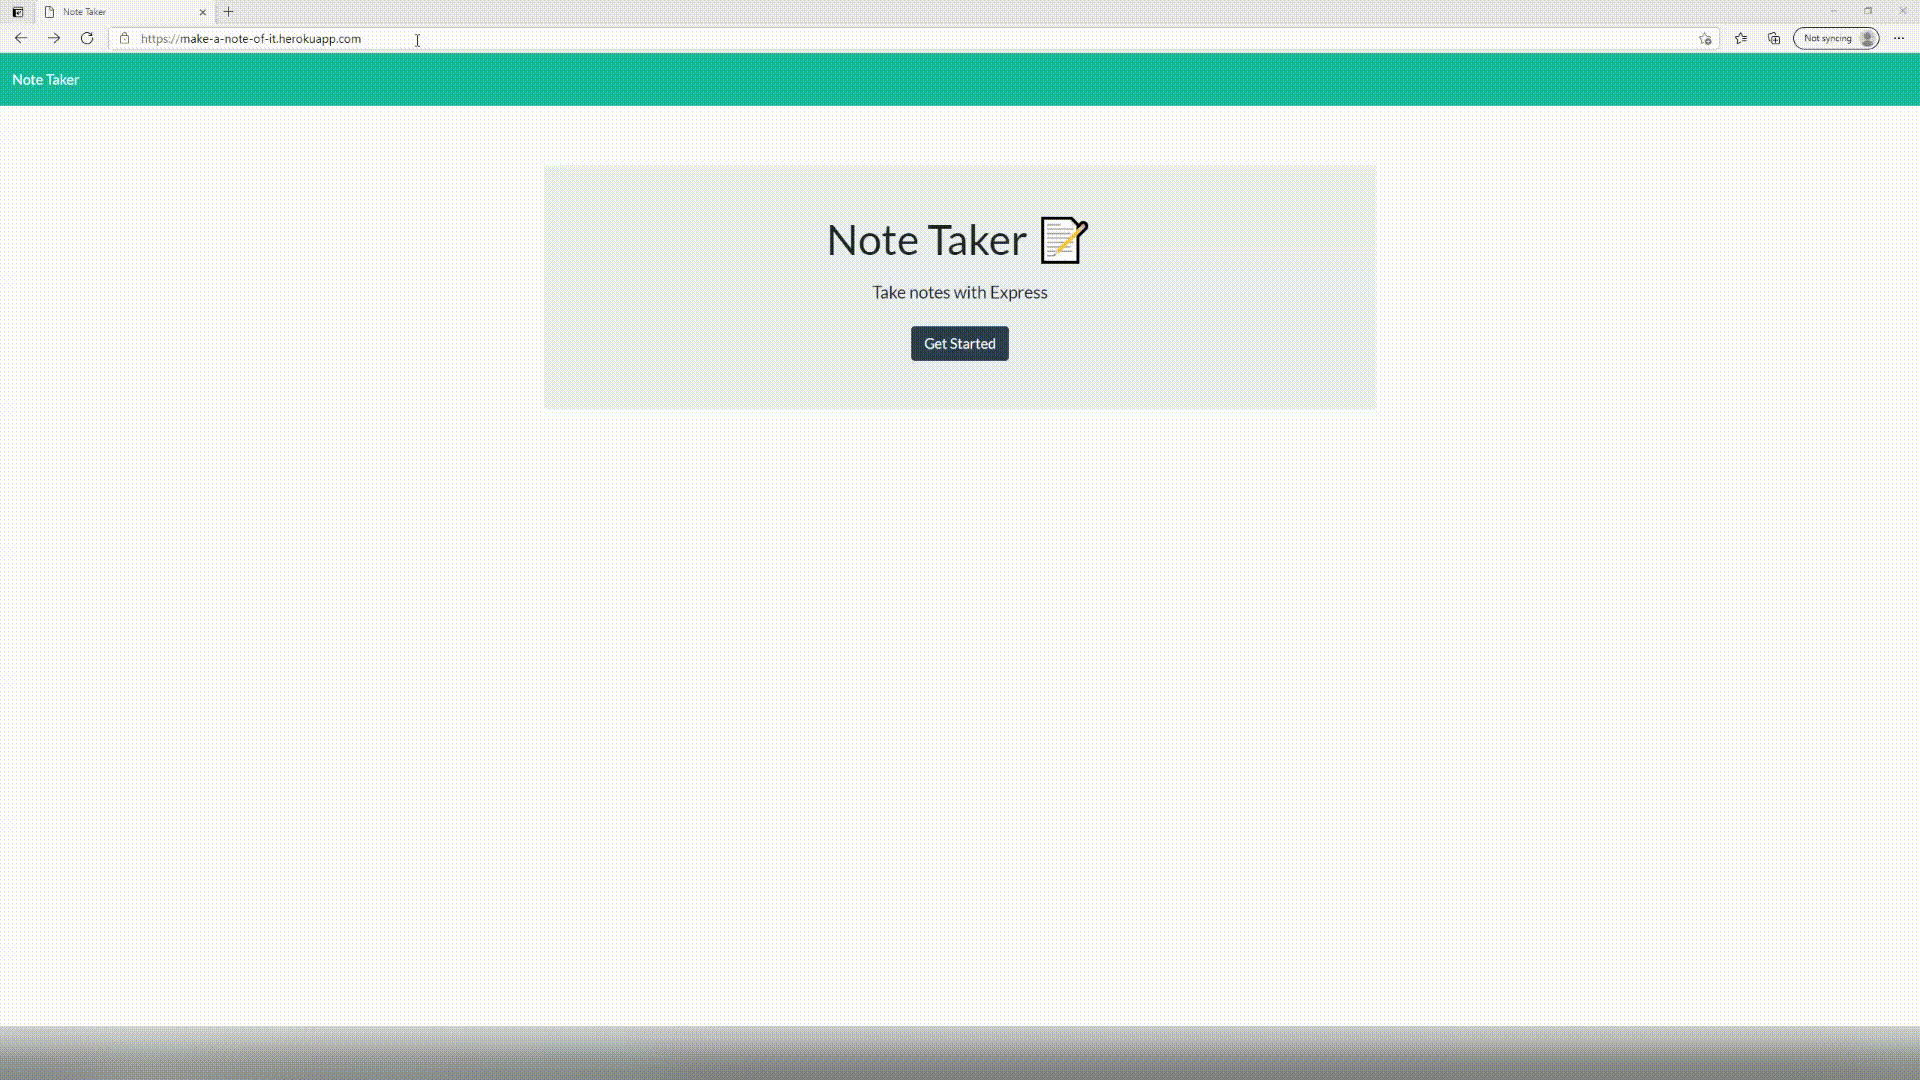 Note Taker
https://make-a-note-of-it.herokuapp.com
Not syncing
Note Taker
Note Taker
Take notes with Express
Get Started